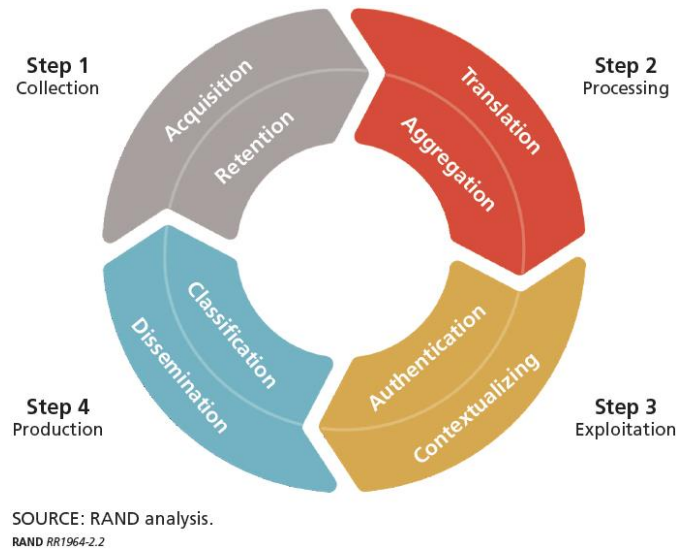 Step 1
Collection
Acquisition
Retention
Step 2
Processing
Translation
Aggregation
Step 3
Exploitation
Authentication
Contextualizing
Step 4
Production
Classification
Dissemination
SOURCE: RAND analysis.
RAND RR1964-2.2